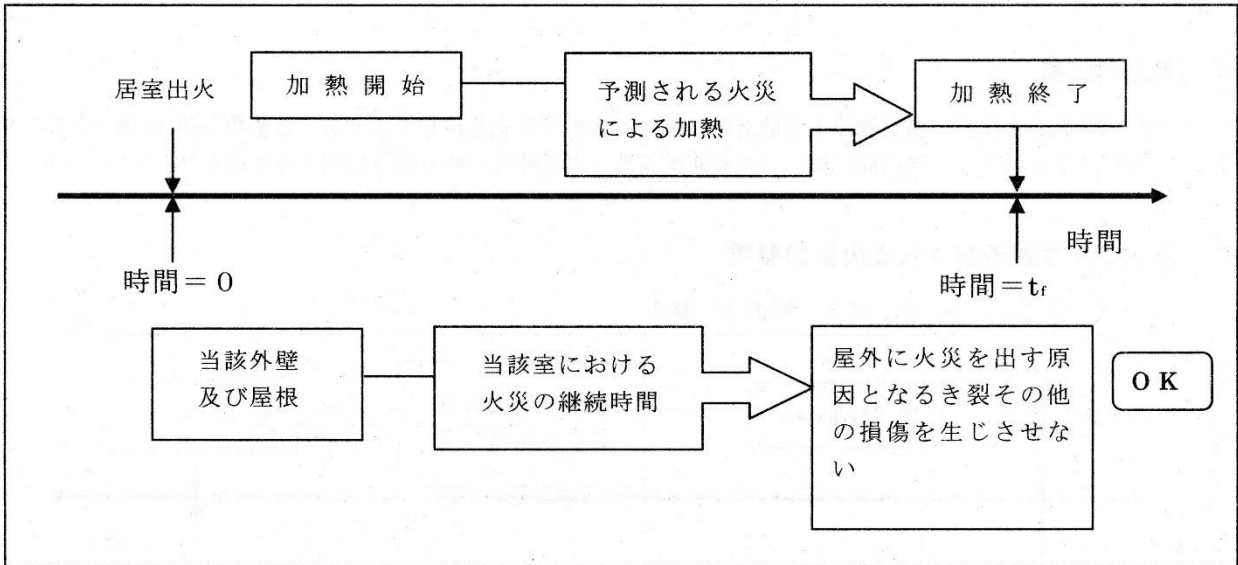 居室出火
加熱開始
予測される火災
による加熱
加熱終了
時間
時間＝0
時間＝tf
当該外壁
及び屋根
当該室における
火災の継続時間
屋外に火災を出す原
因となるき裂その他
の損傷を生じさせな
い
OK